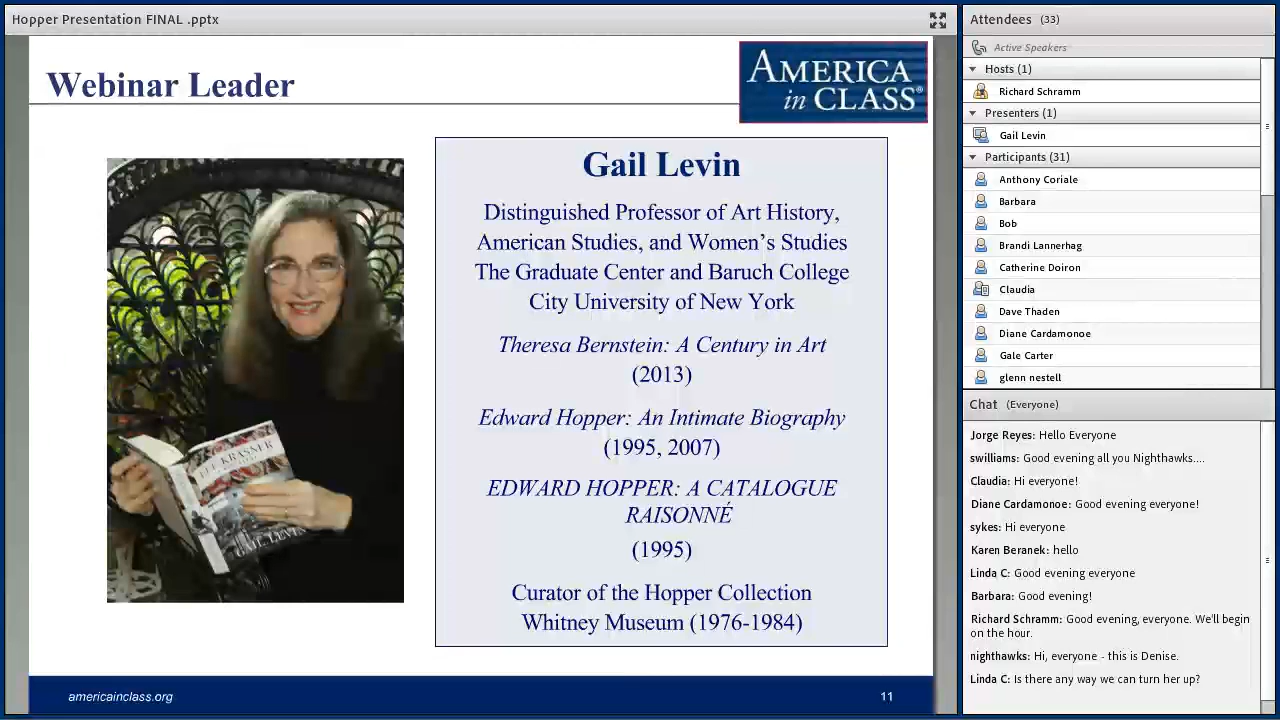 Hopper Presentation FINAL .pptx
Webinar Leader
AMERICA
in CLASS®
LEE KRASNER
GAIL LEVIN
Gail Levin
Distinguished Professor of Art History,
American Studies, and Women's Studies
The Graduate Center and Baruch College
City University of New York
Theresa Bernstein: A Century in Art
(2013)
Edward Hopper: An Intimate Biography
(1995, 2007)
EDWARD HOPPER: A CATALOGUE
RAISONNÉ
(1995)
Curator of the Hopper Collection
Whitney Museum (1976-1984)
americainclass.org
11
Attendees (33)
Active Speakers
Hosts (1)
Richard Schramm
Presenters (1)
Gail Levin
Participants (31)
Anthony Coriale
Barbara
Bob
Brandi Lannerhag
Catherine Doiron
Claudia
Dave Thaden
Diane Cardamonoe
Gale Carter
glenn nestell
Chat (Everyone)
Jorge Reyes: Hello Everyone
swilliams: Good evening all you Nighthawks....
Claudia: Hi everyone!
Diane Cardamonoe: Good evening everyone!
sykes: Hi everyone
Karen Beranek: hello
Linda C: Good evening everyone
Barbara: Good evening!
Richard Schramm: Good evening, everyone. We'll begin
on the hour.
nighthawks: Hi, everyone - this is Denise.
Linda C: Is there any way we can turn her up?